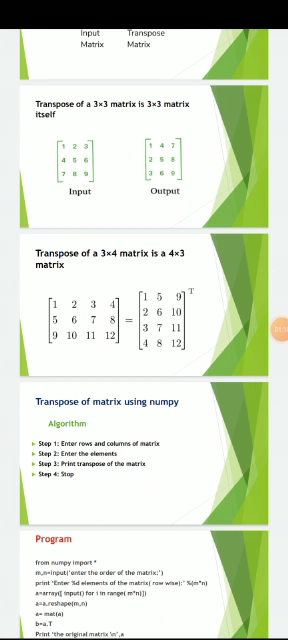 Input Transpose
Matrix Matrix
Transpose of a 3×3 matrix is 3×3 matrix
itself
1 2 3
4 5 6
7 8 9
Input
1 4 7
2 5 8
3 6 9
Output
Transpose of a 3×4 matrix is a 4×3
matrix
1 2 3 4
5 6 7 8
9 10 11 12
=
1 5 9
2 6 10
3 7 11
4 8 12
T
Transpose of matrix using numpy
Algorithm
Step 1: Enter rows and columns of matrix
Step 2: Enter the elements
Step 3: Print transpose of the matrix
Step 4: Stop
Program
from numpy import *
m,n=input('enter the order of the matrix:')
print 'Enter %d elements of the matrix( row wise):' %(m*n)
a=array([ input() for i in range( m*n)])
a=a.reshape(m,n)
a= mat(a)
b=a.T
Print 'the original matrix \n',a